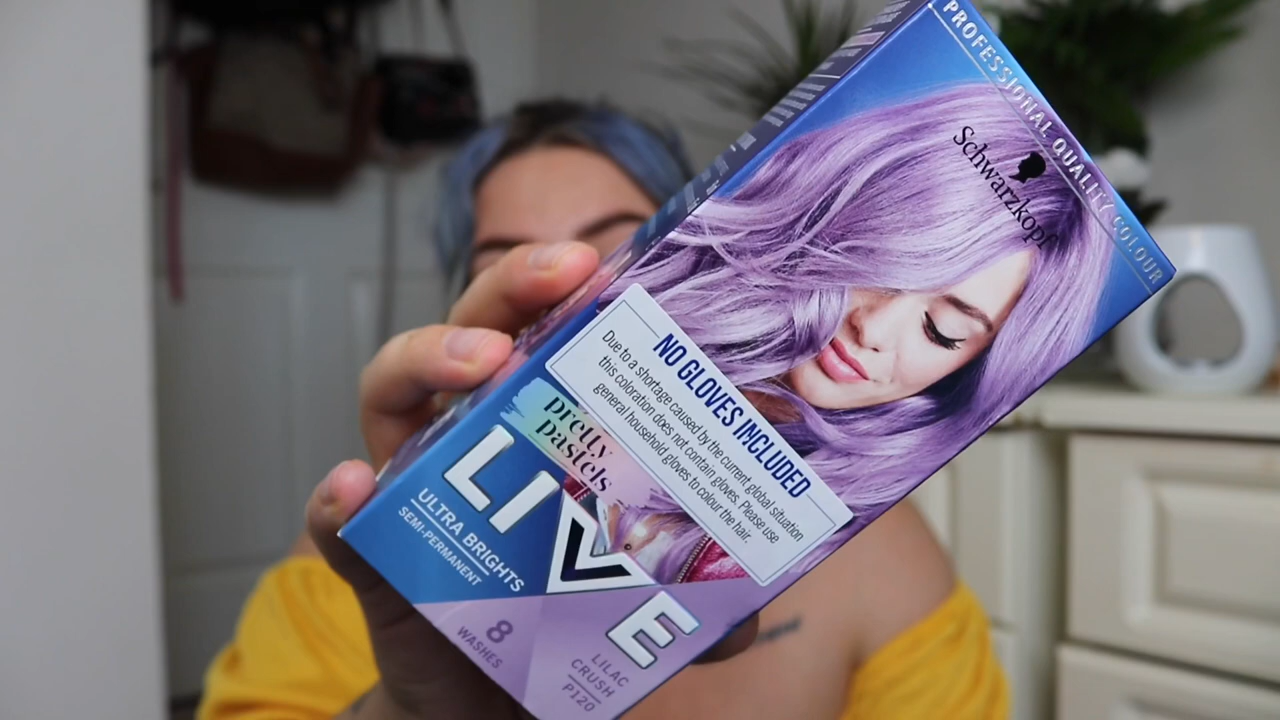 PROFESSIONAL QUALITY COLOUR
Schwarzkopf
NO GLOVES INCLUDED
Due to a shortage caused by the current global situation
this coloration does not contain gloves. Please use
general household gloves to colour the hair.
pretty
pastels
LIVE
ULTRA BRIGHTS
SEMI-PERMANENT
8
WASHES
LILAC
CRUSH
P120